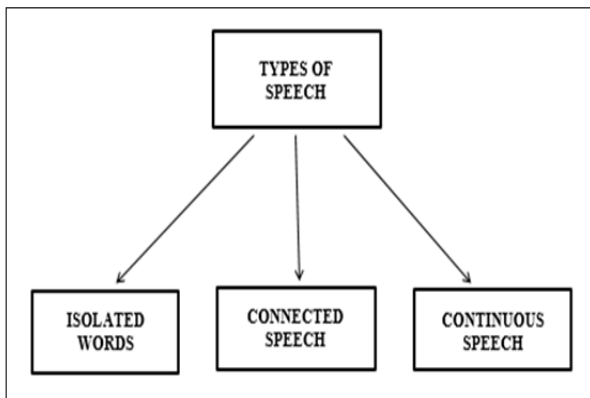 TYPES OF
SPEECH
ISOLATED
WORDS
CONNECTED
SPEECH
CONTINUOUS
SPEECH